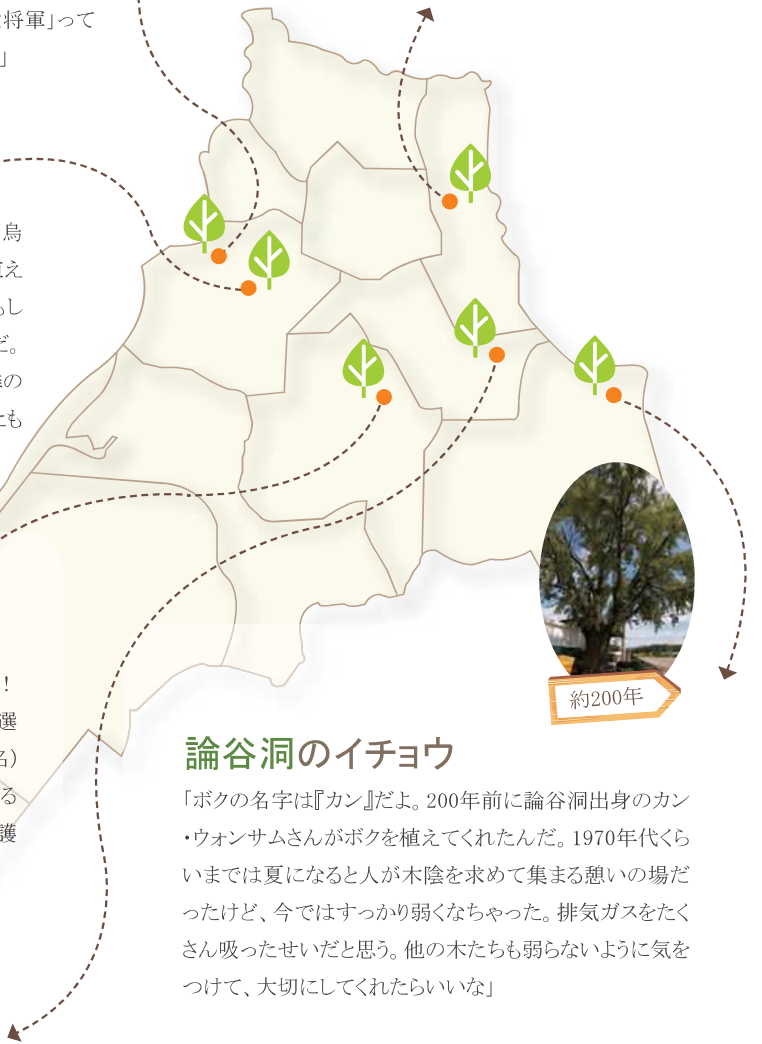 将軍」って
」
烏
え
し
だ。
の
も
！
選
名）
る
護
約200年
論谷洞のイチョウ
「ボクの名字は『カン』だよ。200年前に論谷洞出身のカン
・ウォンサムさんがボクを植えてくれたんだ。1970年代くら
いまでは夏になると人が木陰を求めて集まる憩いの場だ
ったけど、今ではすっかり弱くなちゃった。排気ガスをたく
さん吸ったせいだと思う。他の木たちも弱らないように気を
つけて、大切にしてくれたらいいな」